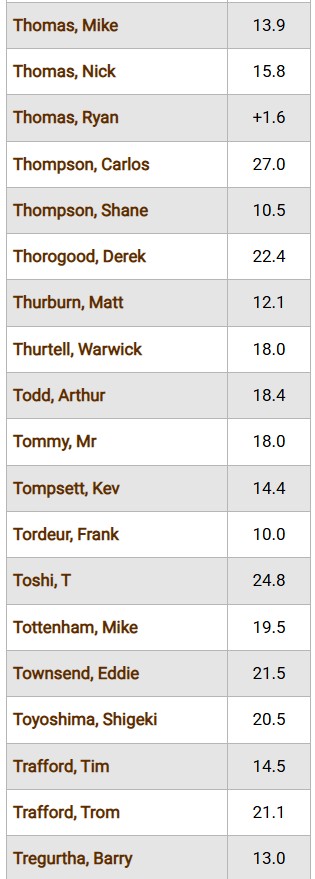 Thomas, Mike 13.9
Thomas, Nick 15.8
Thomas, Ryan +1.6
Thompson, Carlos 27.0
Thompson, Shane 10.5
Thorogood, Derek 22.4
Thurburn, Matt 12.1
Thurtell, Warwick 18.0
Todd, Arthur 18.4
Tommy, Mr 18.0
Tompsett, Kev 14.4
Tordeur, Frank 10.0
Toshi, T 24.8
Tottenham, Mike 19.5
Townsend, Eddie 21.5
Toyoshima, Shigeki 20.5
Trafford, Tim 14.5
Trafford, Trom 21.1
Tregurtha, Barry 13.0